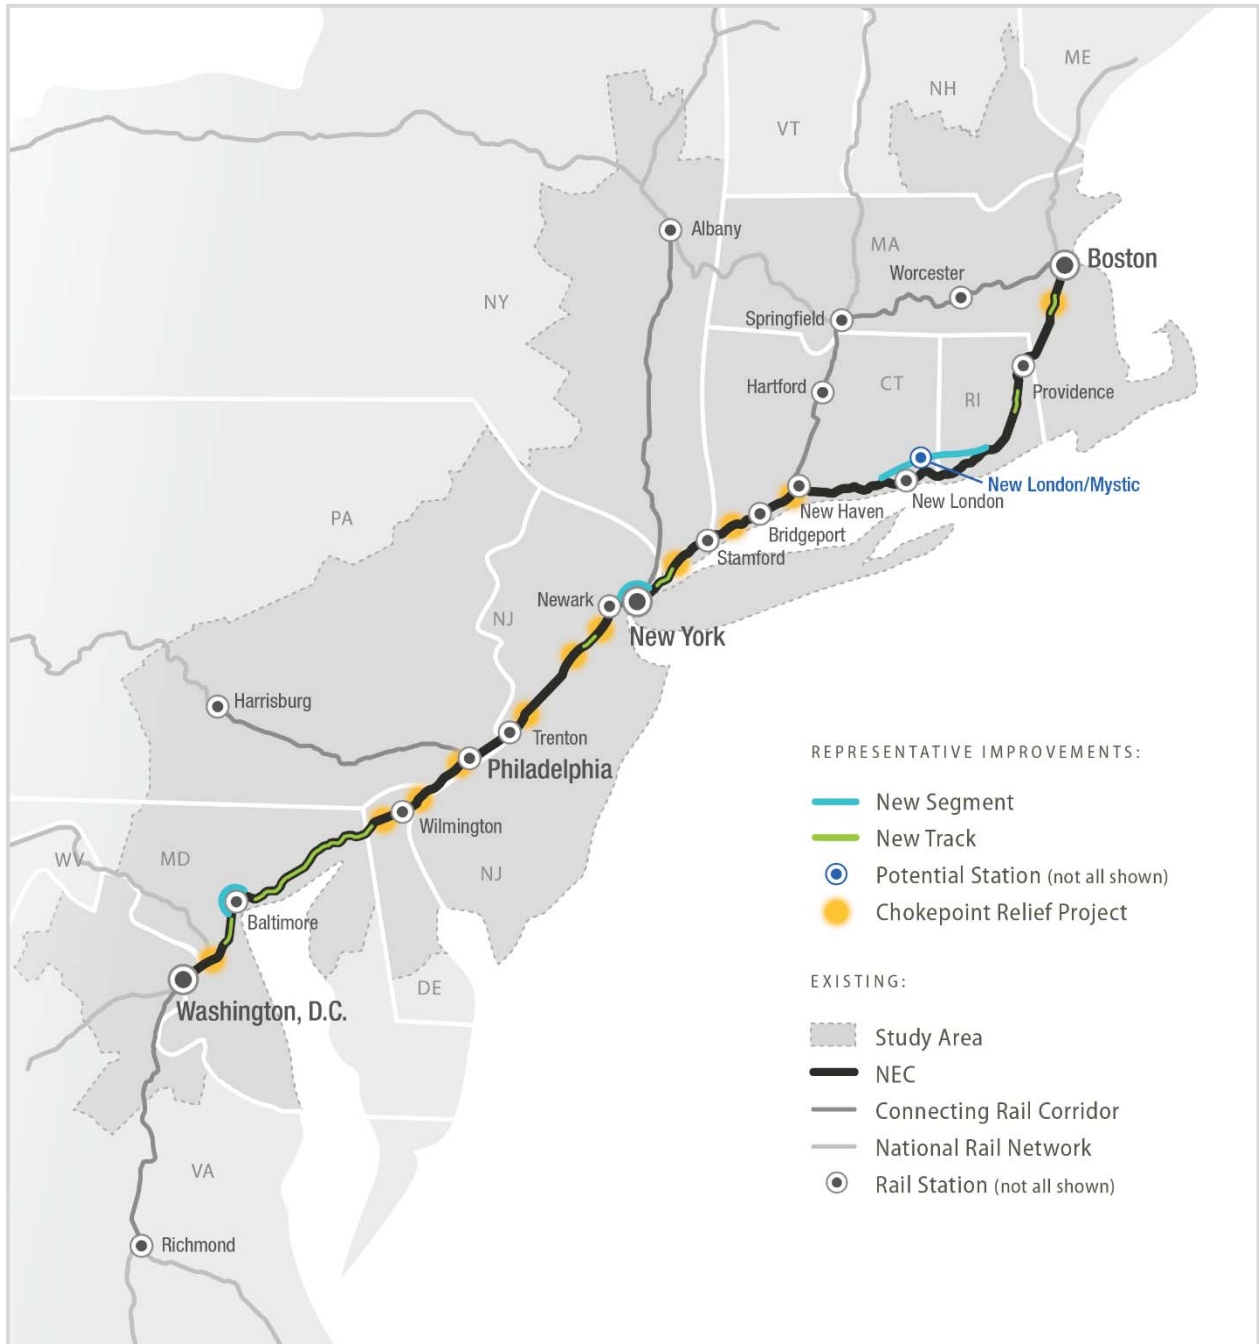 ME
NH
VT
Albany
MA
Boston
Worcester
NY
Springfield
Hartford
CT
RI
Providence
New London/Mystic
New London
New Haven
PA
Bridgeport
Stamford
Newark
NJ
New York
Harrisburg
Trenton
Philadelphia
Wilmington
WV
MD
NJ
Baltimore
DE
Washington, D.C.
VA
Richmond
REPRESENTATIVE IMPROVEMENTS:
New Segment
New Track
Potential Station (not all shown)
Chokepoint Relief Project
EXISTING:
Study Area
NEC
Connecting Rail Corridor
National Rail Network
Rail Station (not all shown)